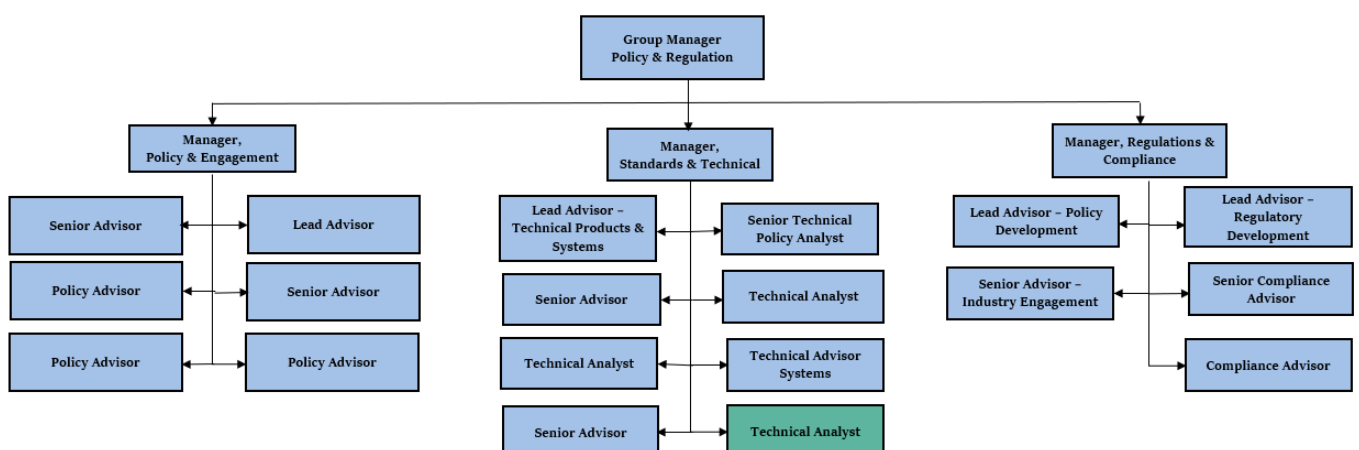 Group Manager
Policy & Regulation
Manager,
Policy & Engagement
Manager,
Standards & Technical
Manager, Regulations &
Compliance
Senior Advisor
Lead Advisor
Policy Advisor
Senior Advisor
Policy Advisor
Policy Advisor
Lead Advisor –
Technical Products &
Systems
Senior Technical
Policy Analyst
Senior Advisor
Technical Analyst
Technical Analyst
Technical Advisor
Systems
Senior Advisor
Technical Analyst
Lead Advisor – Policy
Development
Lead Advisor –
Regulatory
Development
Senior Advisor –
Industry Engagement
Senior Compliance
Advisor
Compliance Advisor